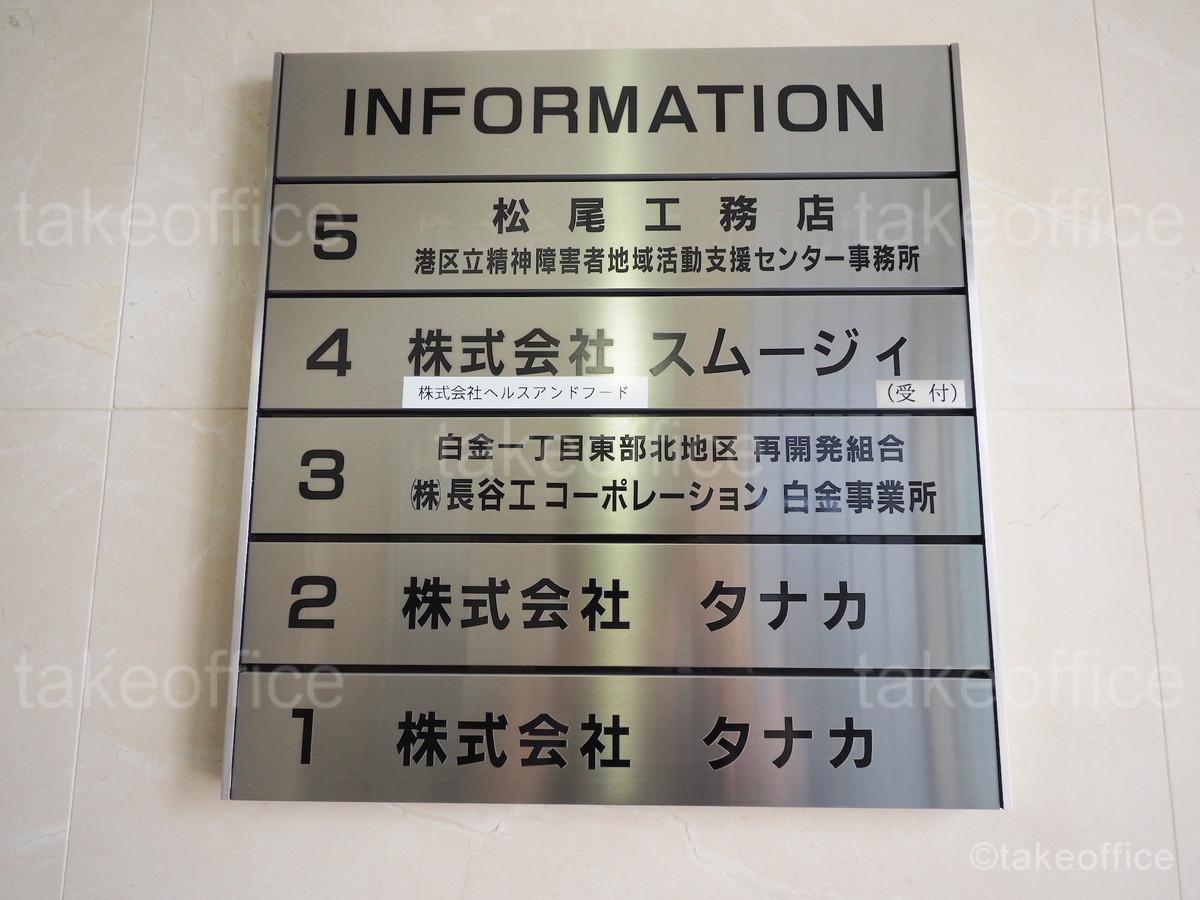 INFORMATION
5
松尾工務店
港区立精神障害者地域活動支援センター事務所
4
株式会社 スムージィ
株式会社ヘルスアンドフード
(受 付)
3
白金一丁目東部北地区 再開発組合
㈱長谷工コーポレーション 白金事業所
2
株式会社 タナカ
1
株式会社 タナカ
takeoffice
takeoffice
takeoffice
takeoffice
takeoffice
©takeoffice